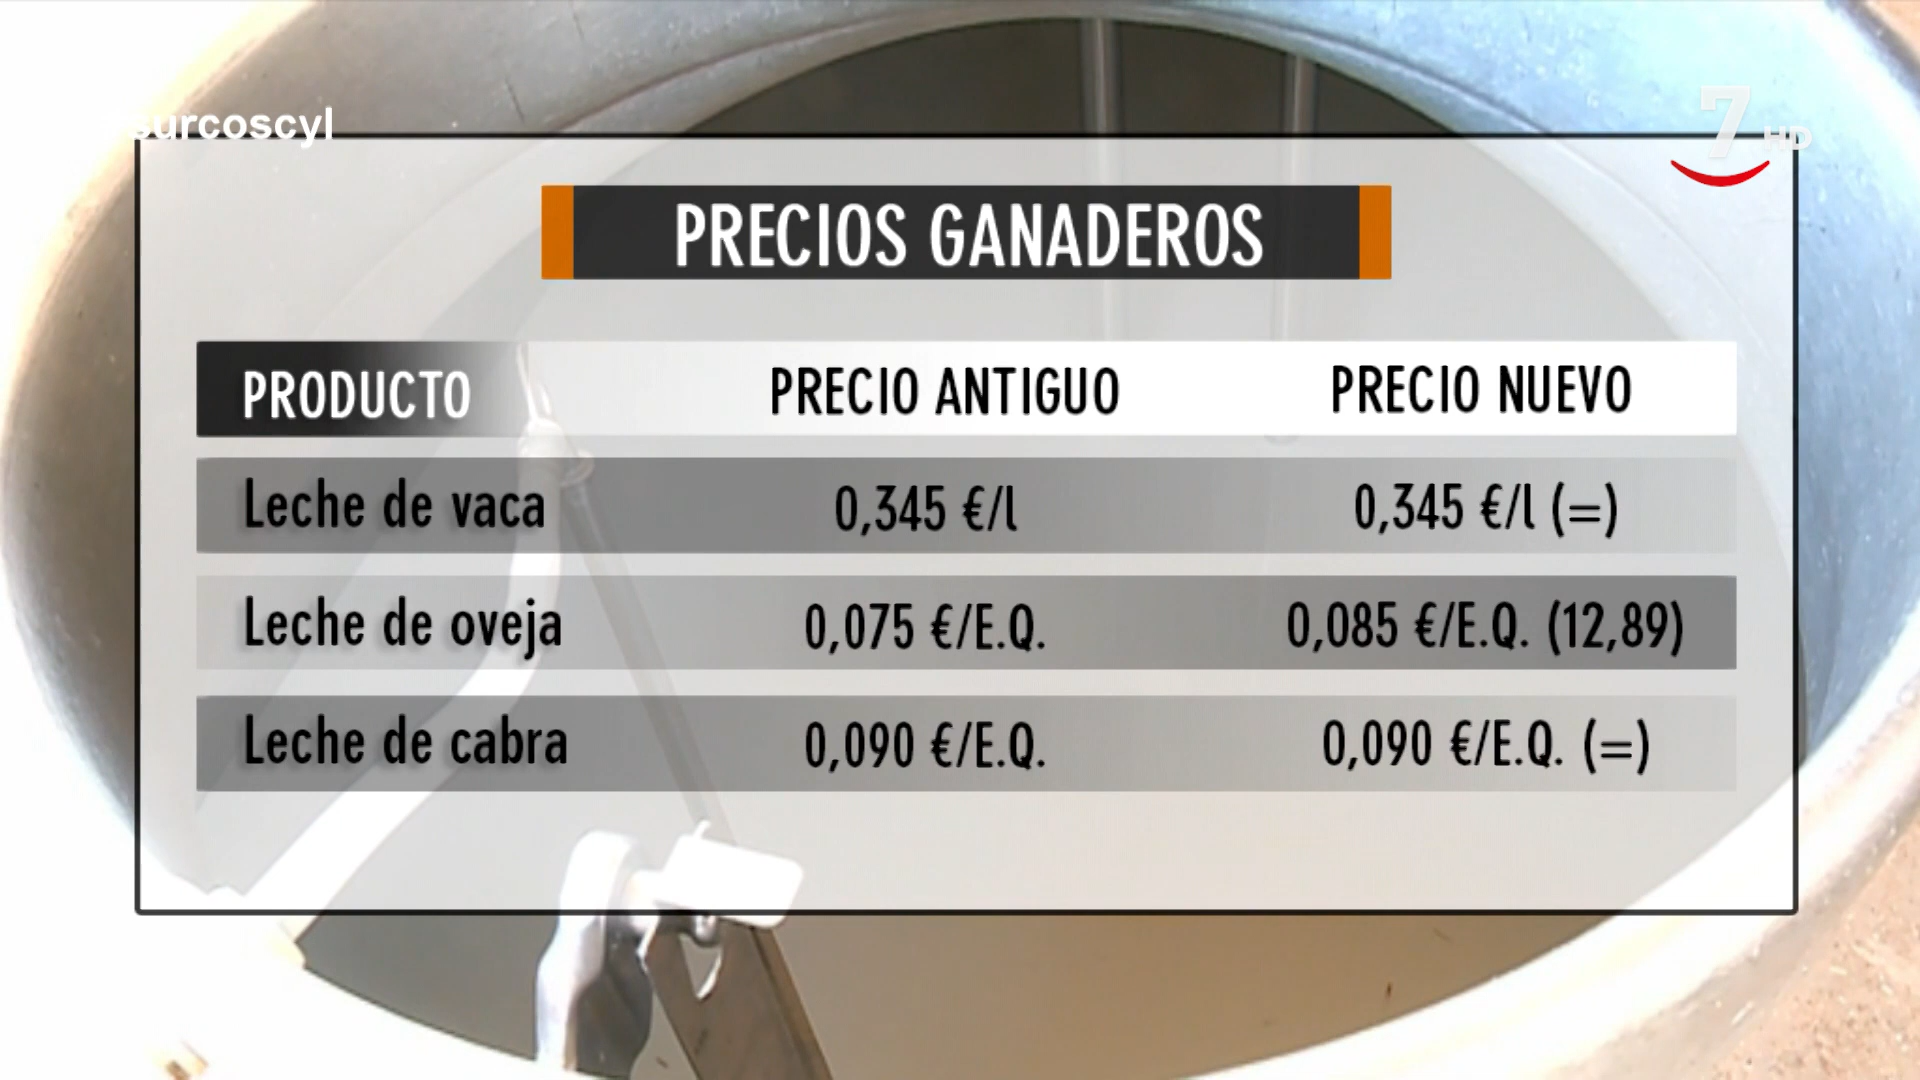 surcoscyl
7 HD
PRECIOS GANADEROS
PRODUCTO PRECIO ANTIGUO PRECIO NUEVO
Leche de vaca 0,345 €/l 0,345 €/l (=)
Leche de oveja 0,075 €/E.Q. 0,085 €/E.Q. (12,89)
Leche de cabra 0,090 €/E.Q. 0,090 €/E.Q. (=)